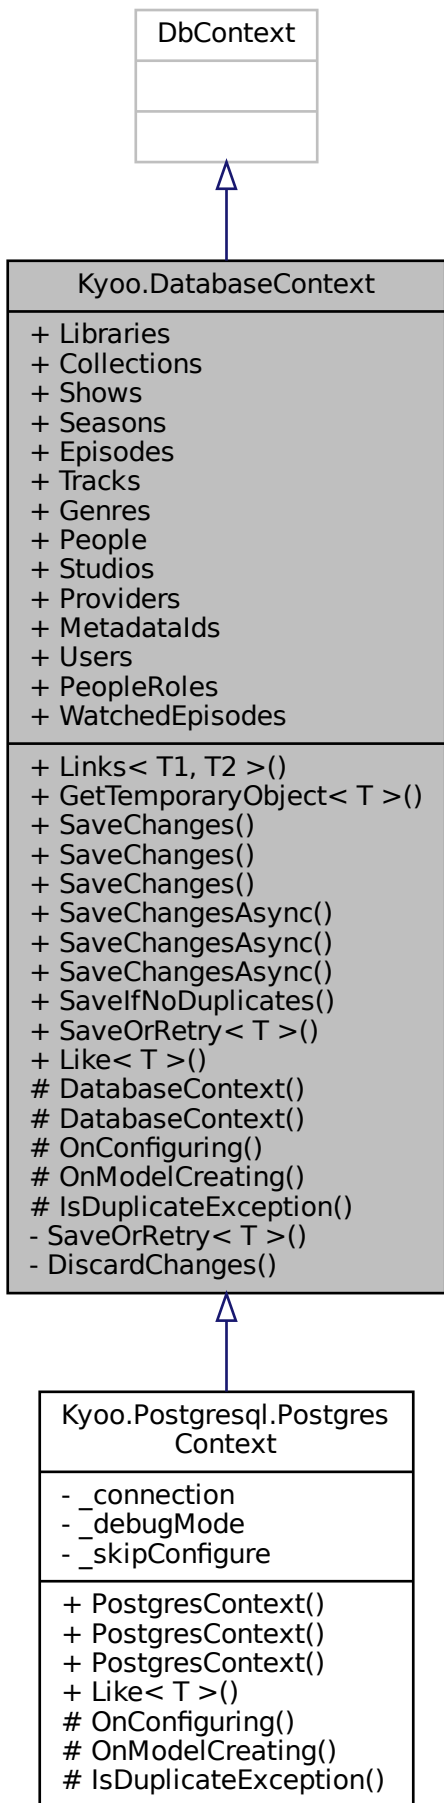 DbContext
Kyoo.DatabaseContext
+ Libraries
+ Collections
+ Shows
+ Seasons
+ Episodes
+ Tracks
+ Genres
+ People
+ Studios
+ Providers
+ MetadataIds
+ Users
+ PeopleRoles
+ WatchedEpisodes
+ Links< T1, T2 >()
+ GetTemporaryObject< T >()
+ SaveChanges()
+ SaveChanges()
+ SaveChanges()
+ SaveChangesAsync()
+ SaveChangesAsync()
+ SaveChangesAsync()
+ SaveIfNoDuplicates()
+ SaveOrRetry< T >()
+ Like< T >()
# DatabaseContext()
# DatabaseContext()
# OnConfiguring()
# OnModelCreating()
# IsDuplicateException()
- SaveOrRetry< T >()
- DiscardChanges()
Kyoo.Postgresql.Postgres
Context
- _connection
- _debugMode
- _skipConfigure
+ PostgresContext()
+ PostgresContext()
+ PostgresContext()
+ Like< T >()
# OnConfiguring()
# OnModelCreating()
# IsDuplicateException()